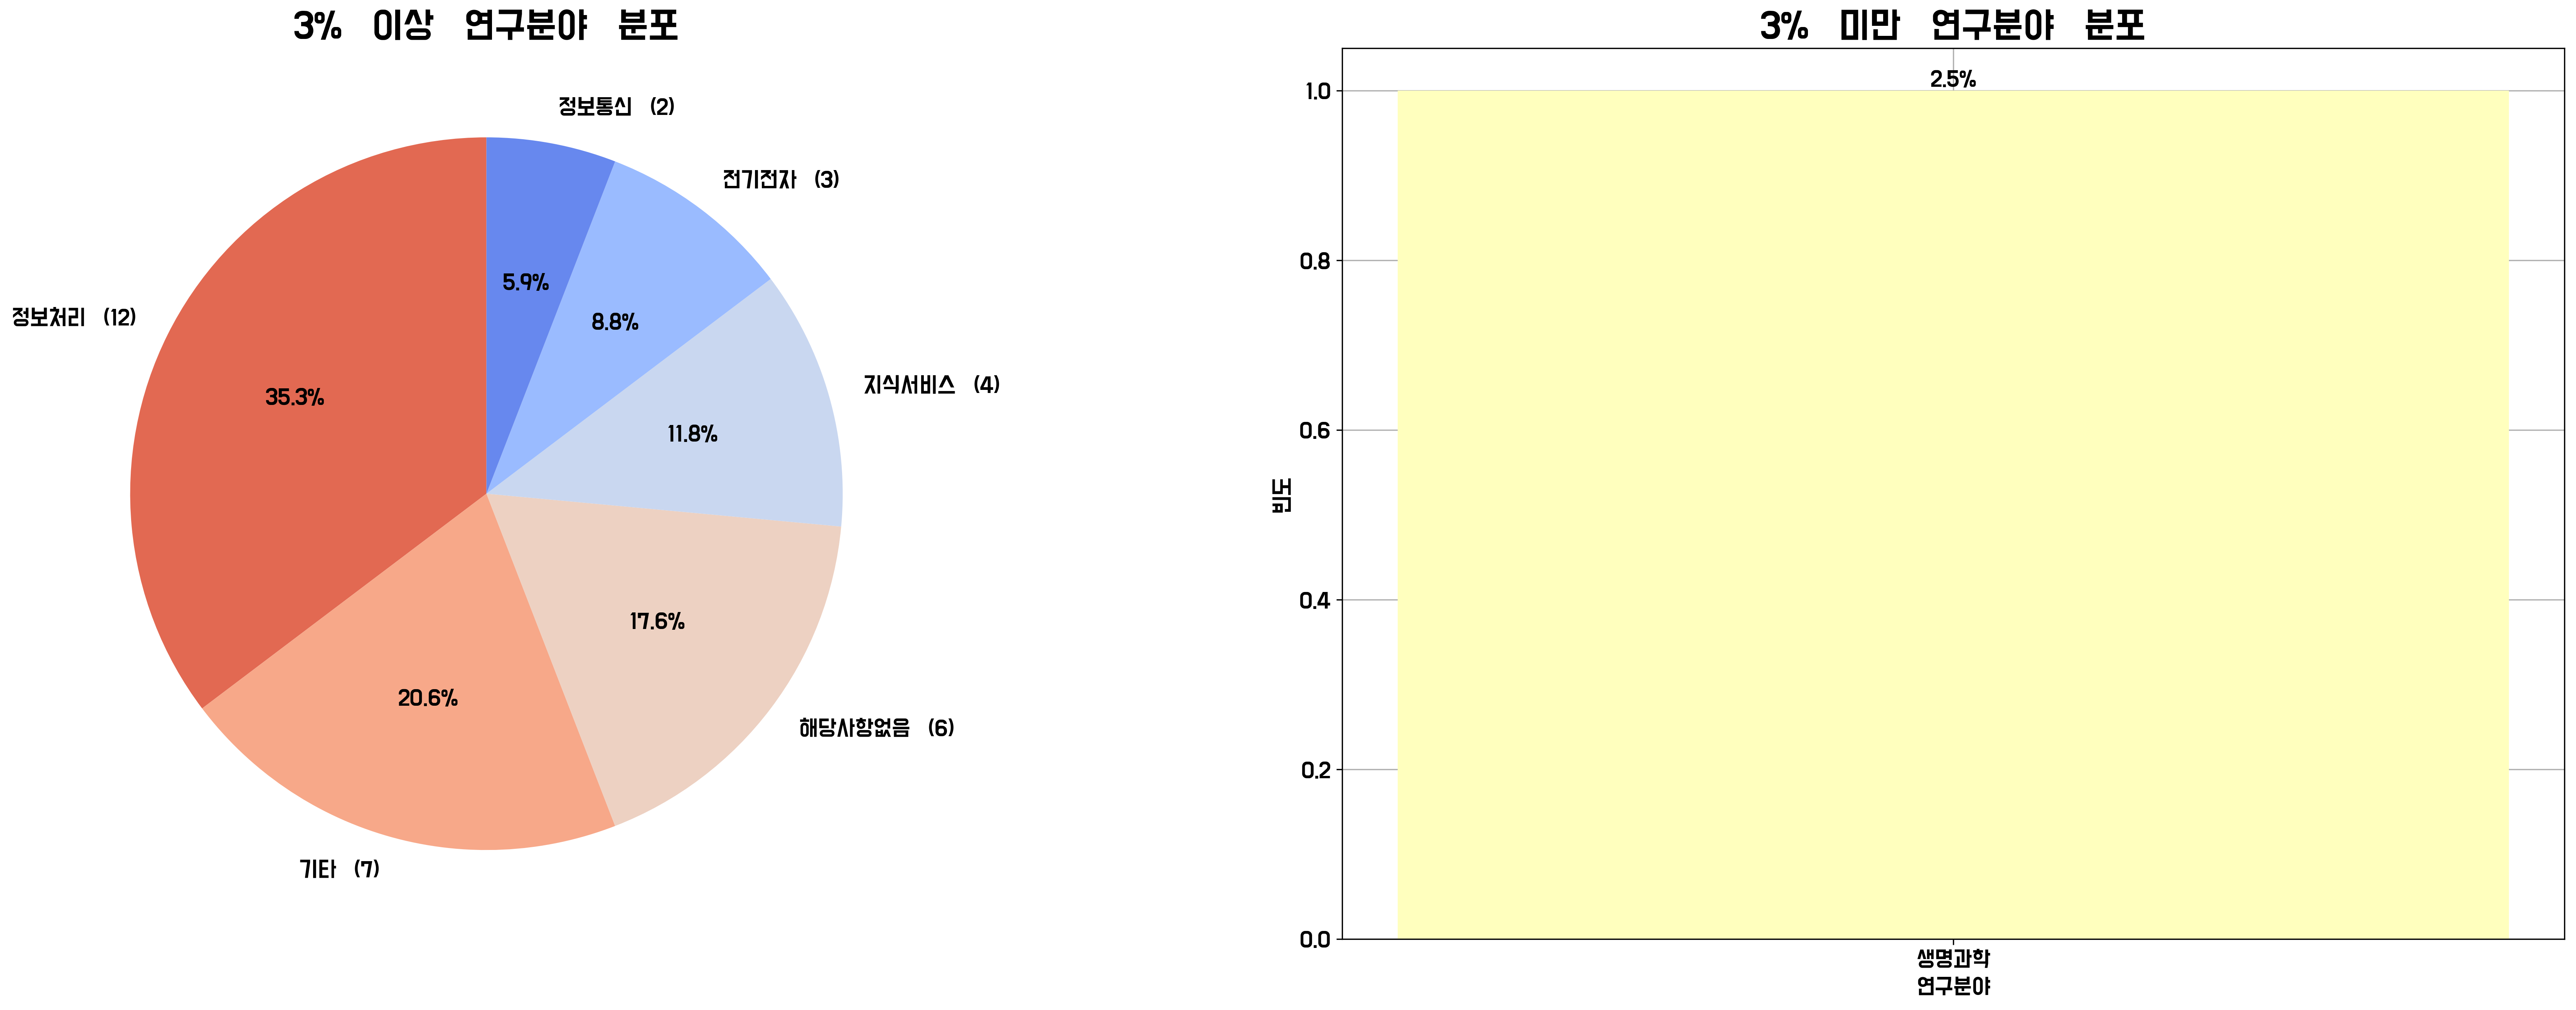 3% 이상 연구분야 분포
정보통신 (2)
전기전자 (3)
정보처리 (12)
지식서비스 (4)
해당사항없음 (6)
기타 (7)
5.9%
8.8%
35.3%
11.8%
17.6%
20.6%
3% 미만 연구분야 분포
2.5%
1.0
0.8
0.6
0.4
0.2
0.0
빈도
생명과학
연구분야